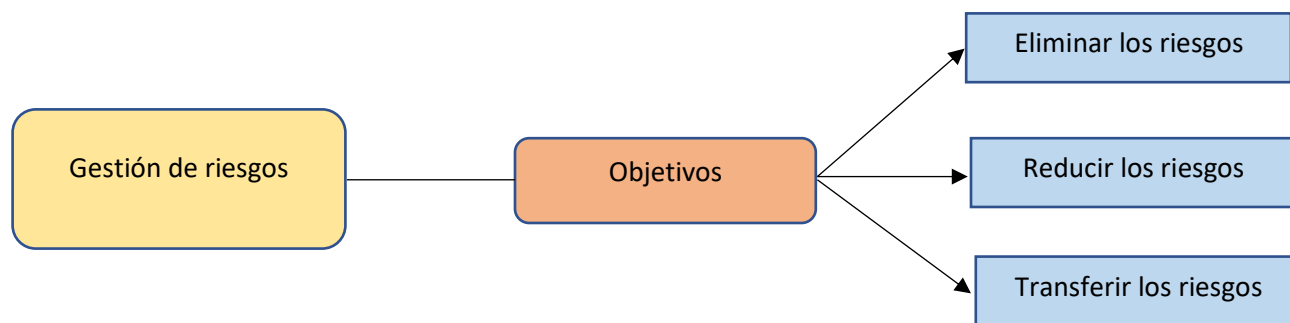 Gestión de riesgos
Objetivos
Eliminar los riesgos
Reducir los riesgos
Transferir los riesgos